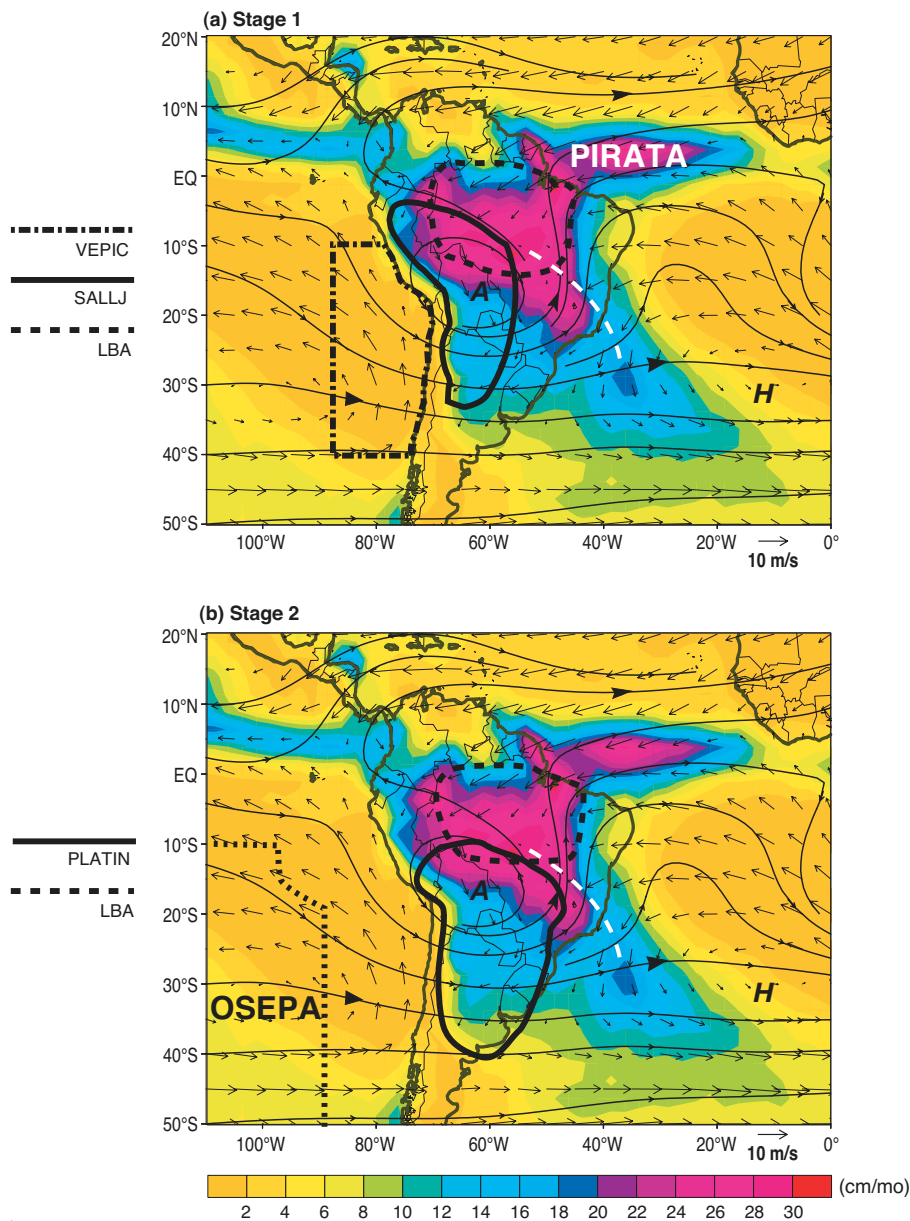 (a) Stage 1
20°N
10°N
EQ
10°S
20°S
30°S
40°S
50°S
PIRATA
A
H
VEPIC
SALLJ
LBA
100°W 80°W 60°W 40°W 20°W 0°
10 m/s
(b) Stage 2
20°N
10°N
EQ
10°S
20°S
30°S
40°S
50°S
A
H
OSEPA
PLATIN
LBA
100°W 80°W 60°W 40°W 20°W 0°
10 m/s
(cm/mo)
2 4 6 8 10 12 14 16 18 20 22 24 26 28 30